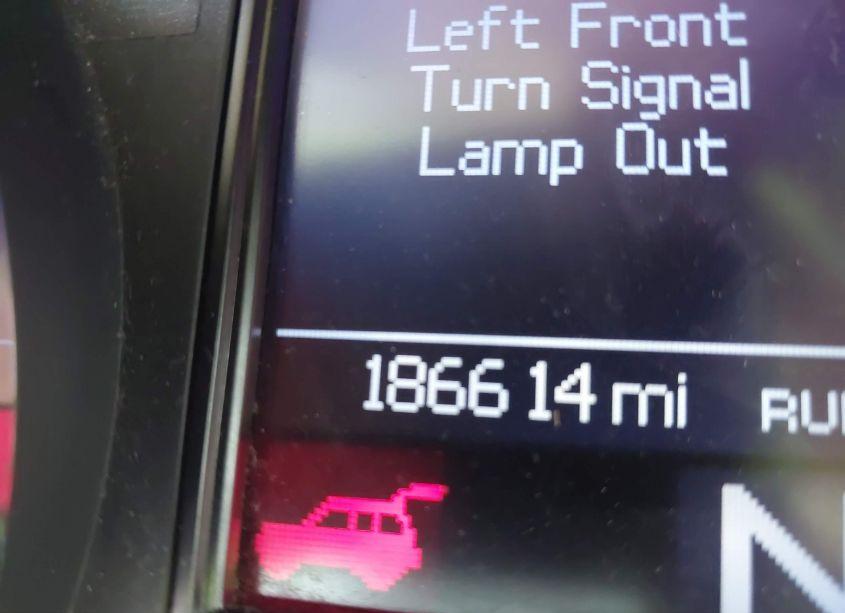 Left Front
Turn Signal
Lamp Out
186614 mi
N